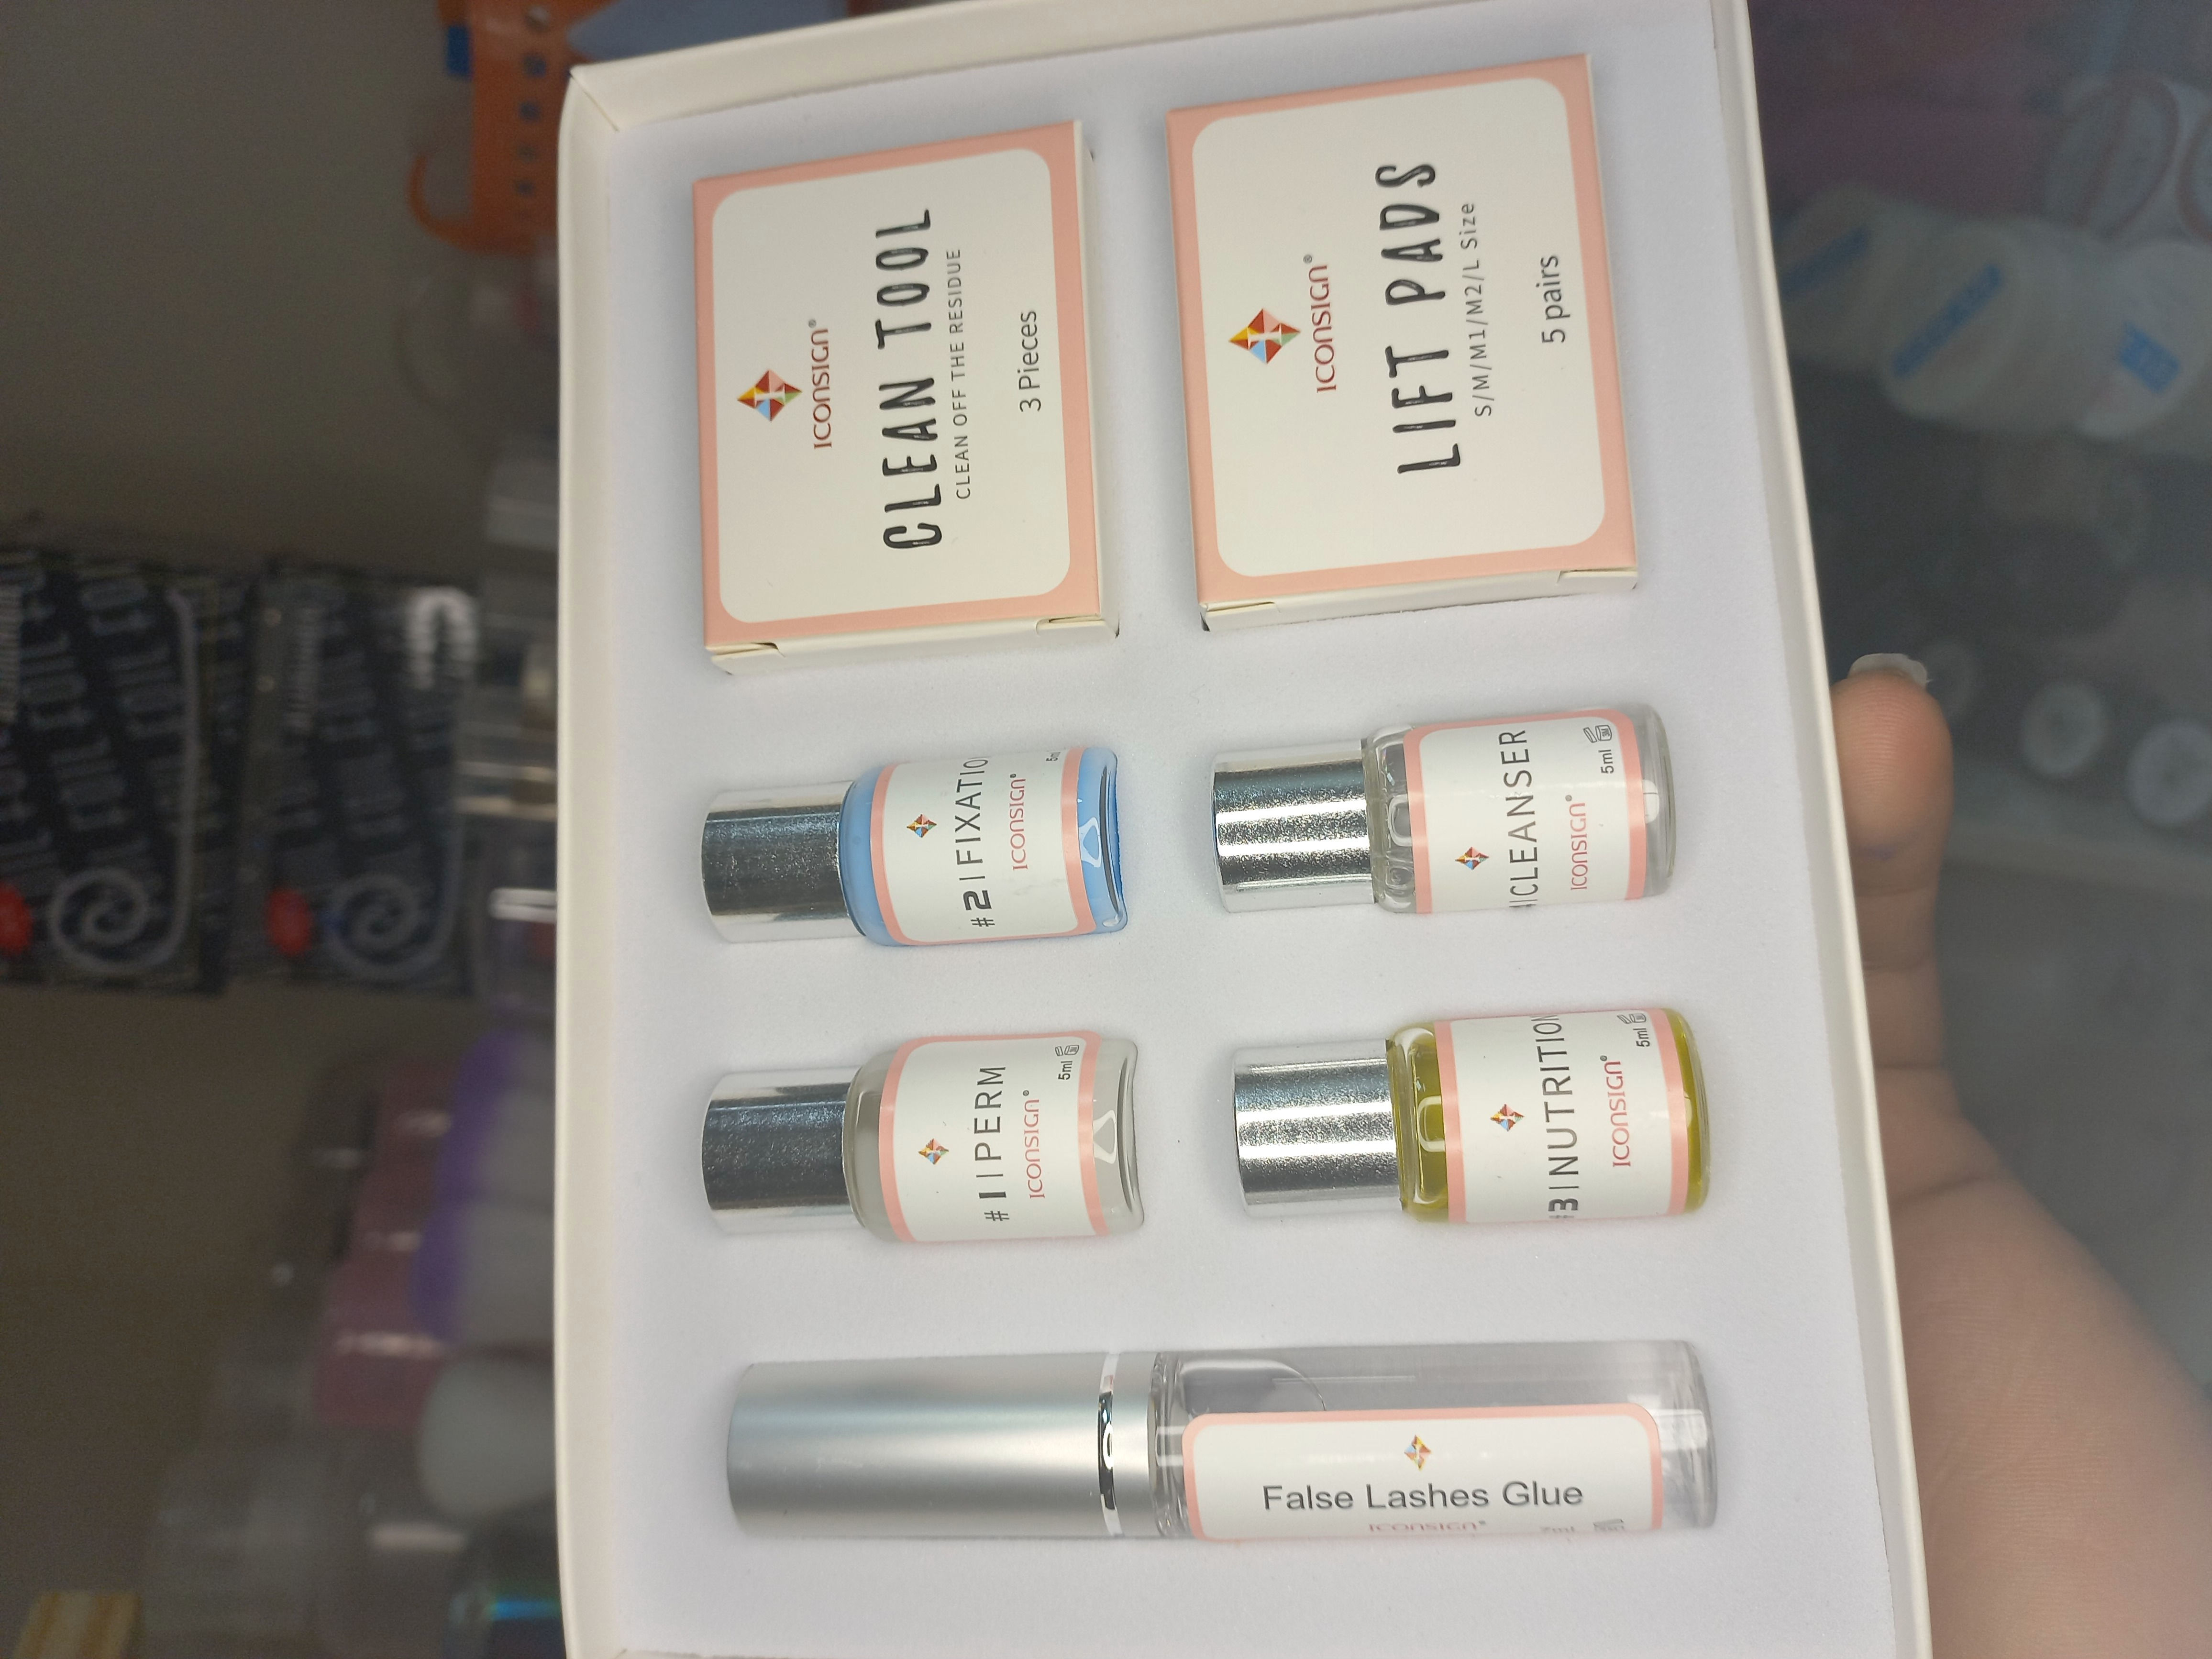 ICONSIGN®
CLEAN TOOL
CLEAN OFF THE RESIDUE
3 Pieces
ICONSIGN®
LIFT PADS
S/M/M1/M2/L Size
5 pairs
#2|FIXATIO
ICONSIGN®
CLEANSER
ICONSIGN®
5ml
#1|PERM
ICONSIGN®
5ml
3|NUTRITION
ICONSIGN®
5ml
False Lashes Glue
ICONSIGN®